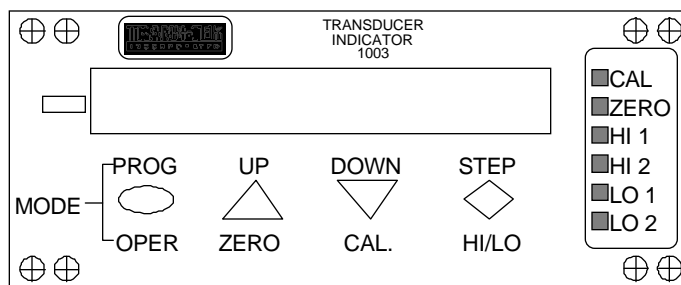 TRANSDUCER
INDICATOR
1003
CAL
ZERO
HI 1
HI 2
LO 1
LO 2
PROG UP DOWN STEP
MODE
OPER ZERO CAL. HI/LO